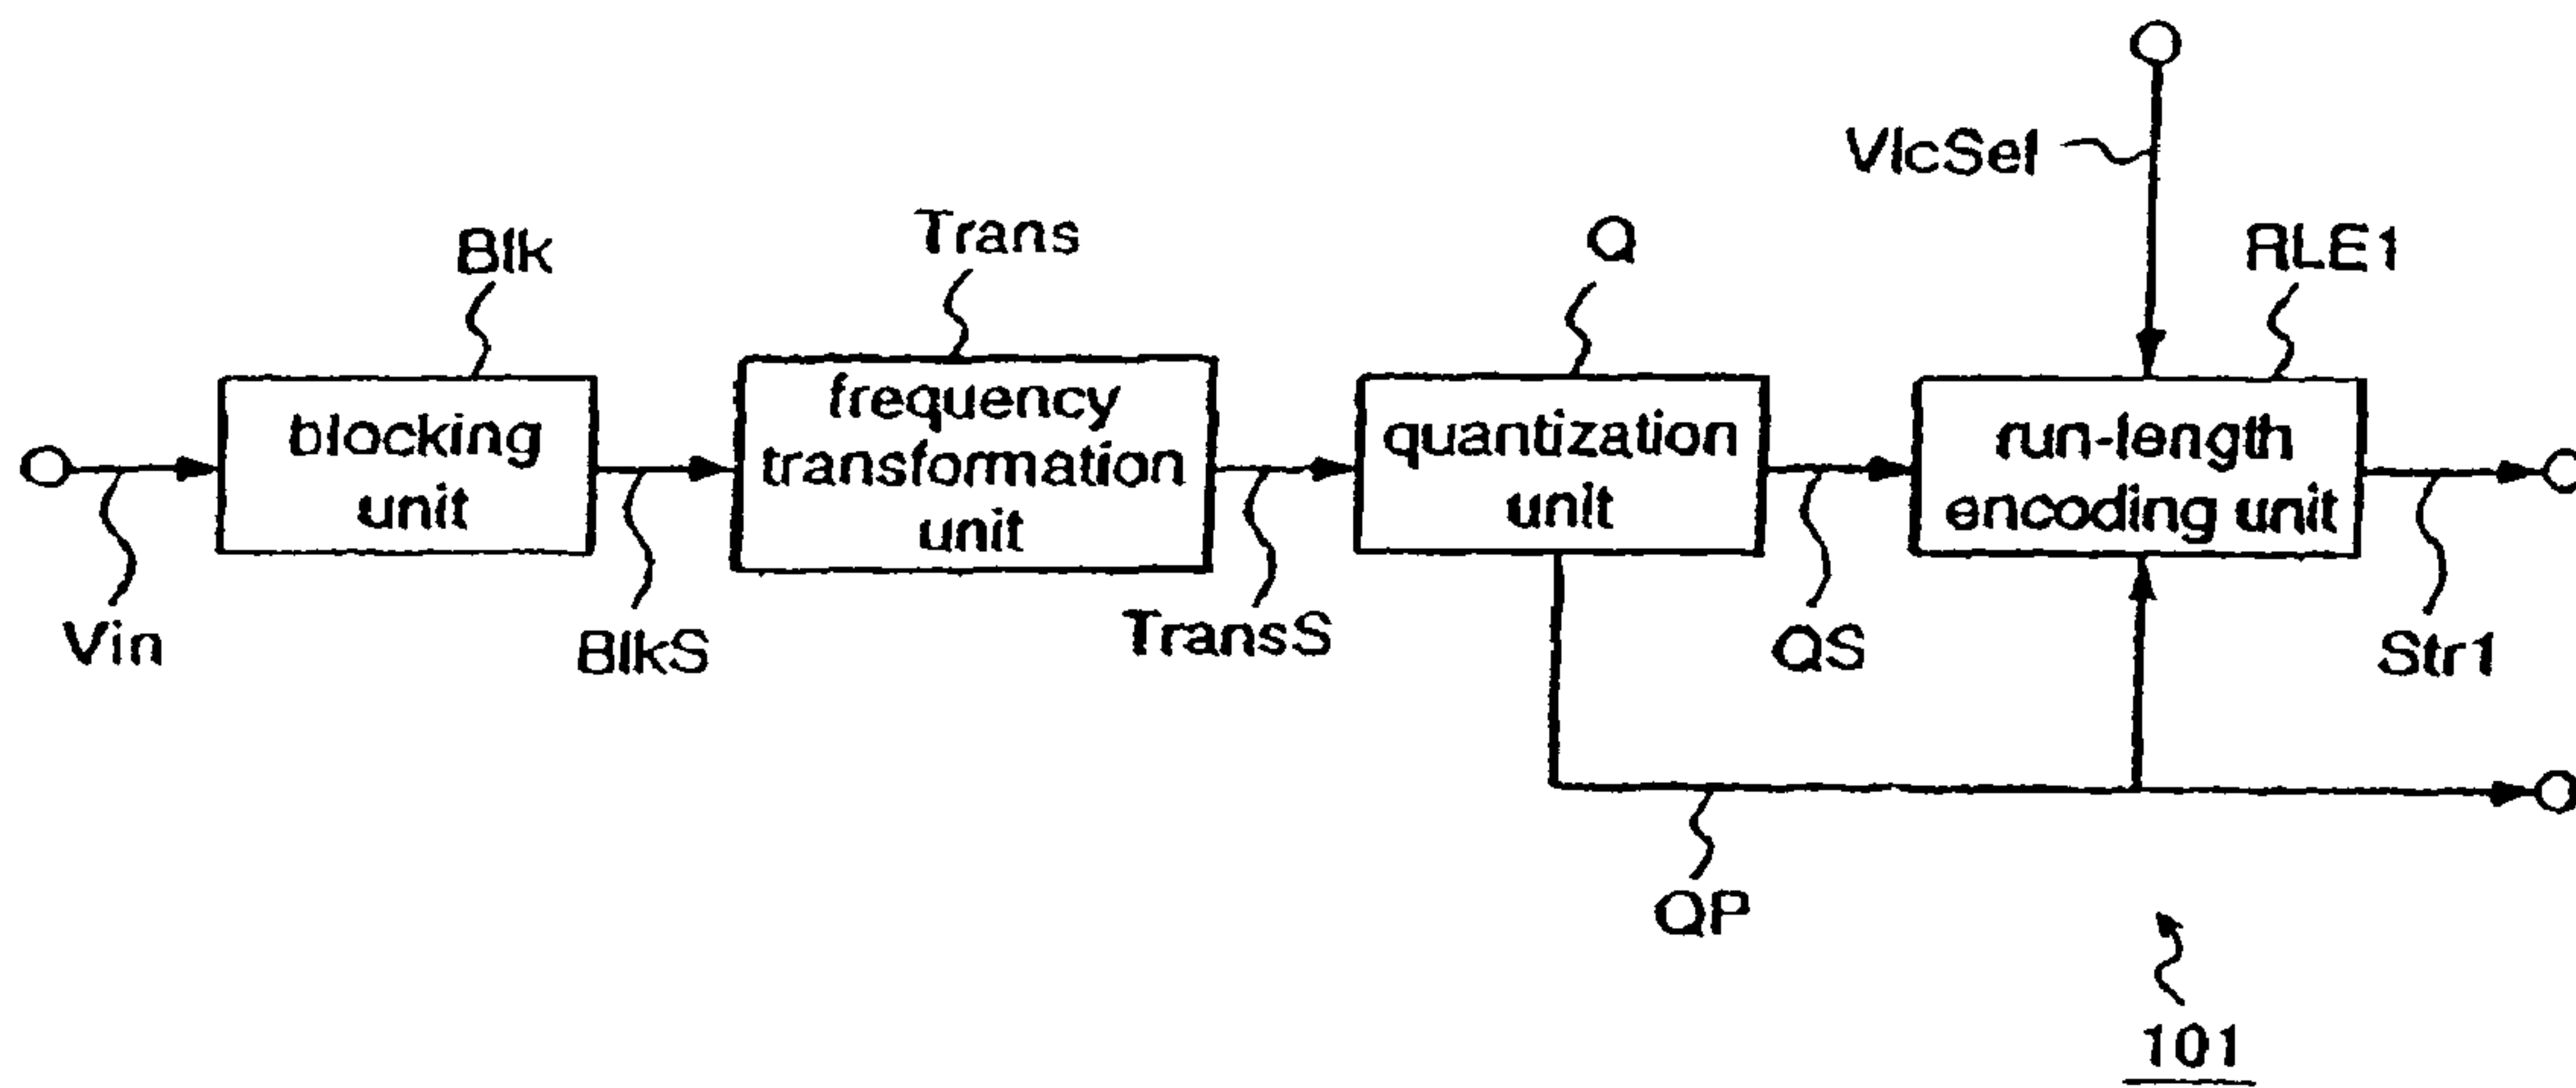 VlcSel
Blk
Trans
Q
RLE1
blocking
unit
frequency
transformation
unit
quantization
unit
run-length
encoding unit
Vin
BlkS
TransS
QS
Str1
QP
101